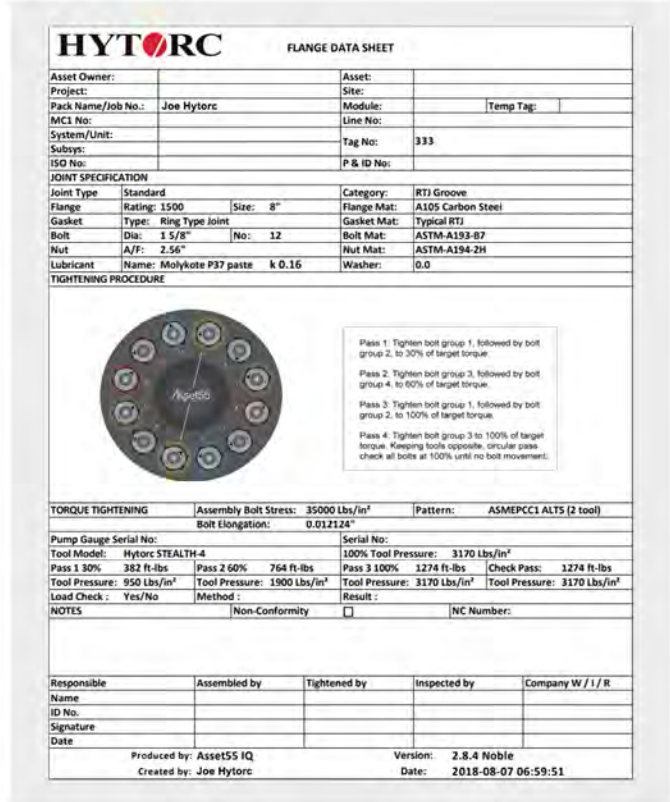 HYTORC FLANGE DATA SHEET
Asset Owner: Asset:
Project: Site:
Pack Name/Job No.: Joe Hytorc Module: Temp Tag:
MC1 No: Line No:
System/Unit:
Tag No: 333
Subsys:
ISO No: P & ID No:
JOINT SPECIFICATION
Joint Type Standard Category: RTJ Groove
Flange Rating: 1500 Size: 8" Flange Mat: A105 Carbon Steel
Gasket Type: Ring Type Joint Gasket Mat: Typical RTJ
Bolt Dia: 1 5/8" No: 12 Bolt Mat: ASTM-A193-B7
Nut A/F: 2.56" Nut Mat: ASTM-A194-2H
Lubricant Name: Molykote P37 paste k 0.16 Washer: 0.0
TIGHTENING PROCEDURE
Pass 1: Tighten bolt group 1, followed by bolt
group 2, to 30% of target torque.
Pass 2: Tighten bolt group 3, followed by bolt
group 4, to 60% of target torque.
Pass 3: Tighten bolt group 1, followed by bolt
group 2, to 100% of target torque.
Pass 4: Tighten bolt group 3 to 100% of target
torque. Keeping tools opposite, circular pass
check all bolts at 100% until no bolt movement.
TORQUE TIGHTENING Assembly Bolt Stress: 35000 Lbs/in² Pattern: ASMEPCC1 ALT5 (2 tool)
Bolt Elongation: 0.012124"
Pump Gauge Serial No: Serial No:
Tool Model: Hytorc STEALTH-4 100% Tool Pressure: 3170 Lbs/in²
Pass 1 30% 382 ft-lbs Pass 2 60% 764 ft-lbs Pass 3 100% 1274 ft-lbs Check Pass: 1274 ft-lbs
Tool Pressure: 950 Lbs/in² Tool Pressure: 1900 Lbs/in² Tool Pressure: 3170 Lbs/in² Tool Pressure: 3170 Lbs/in²
Load Check : Yes/No Method : Result :
NOTES Non-Conformity NC Number:
Responsible Assembled by Tightened by Inspected by Company W / I / R
Name
ID No.
Signature
Date
Produced by: Asset55 IQ Version: 2.8.4 Noble
Created by: Joe Hytorc Date: 2018-08-07 06:59:51